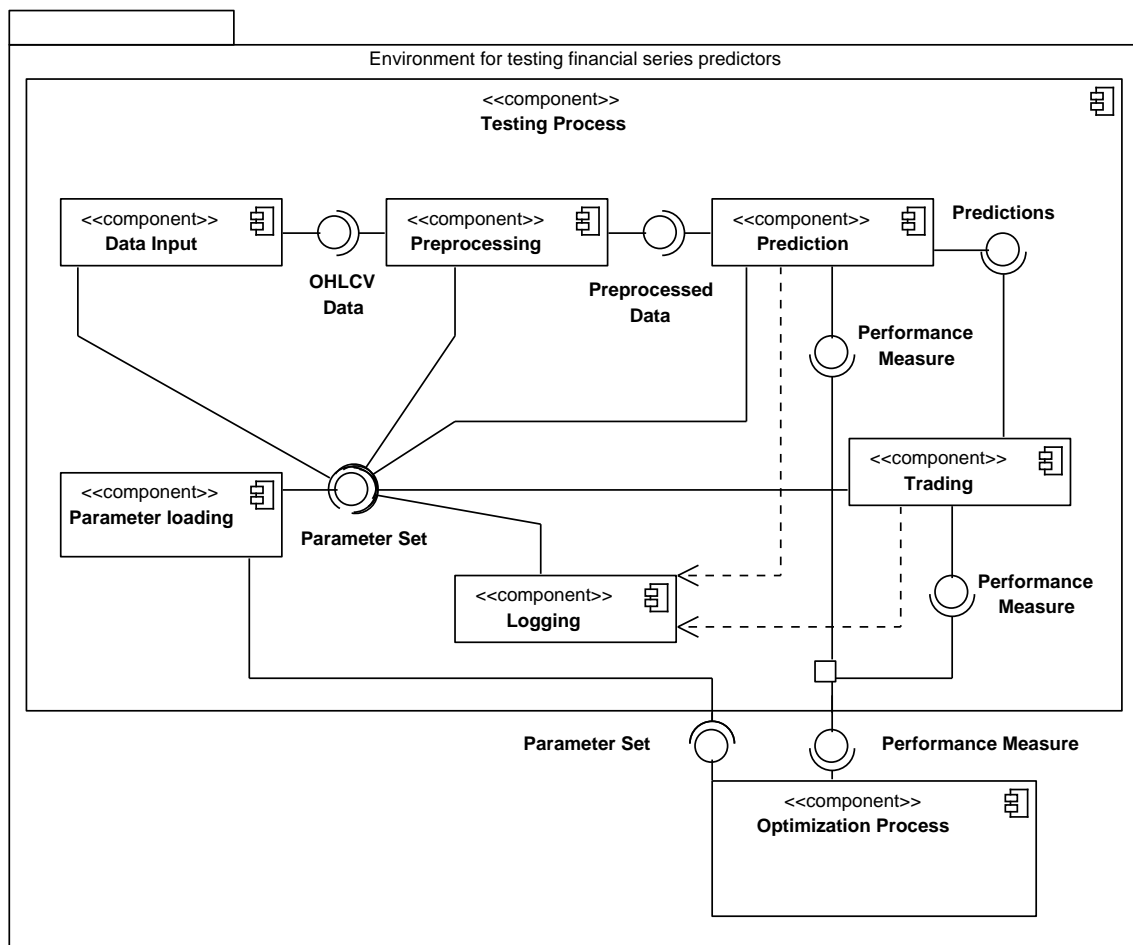 Environment for testing financial series predictors
<<component>>
Testing Process
<<component>>
Data Input
OHLCV
Data
<<component>>
Preprocessing
Preprocessed
Data
<<component>>
Prediction
Predictions
Performance
Measure
<<component>>
Parameter loading
Parameter Set
<<component>>
Trading
<<component>>
Logging
Performance
Measure
Parameter Set
Performance Measure
<<component>>
Optimization Process